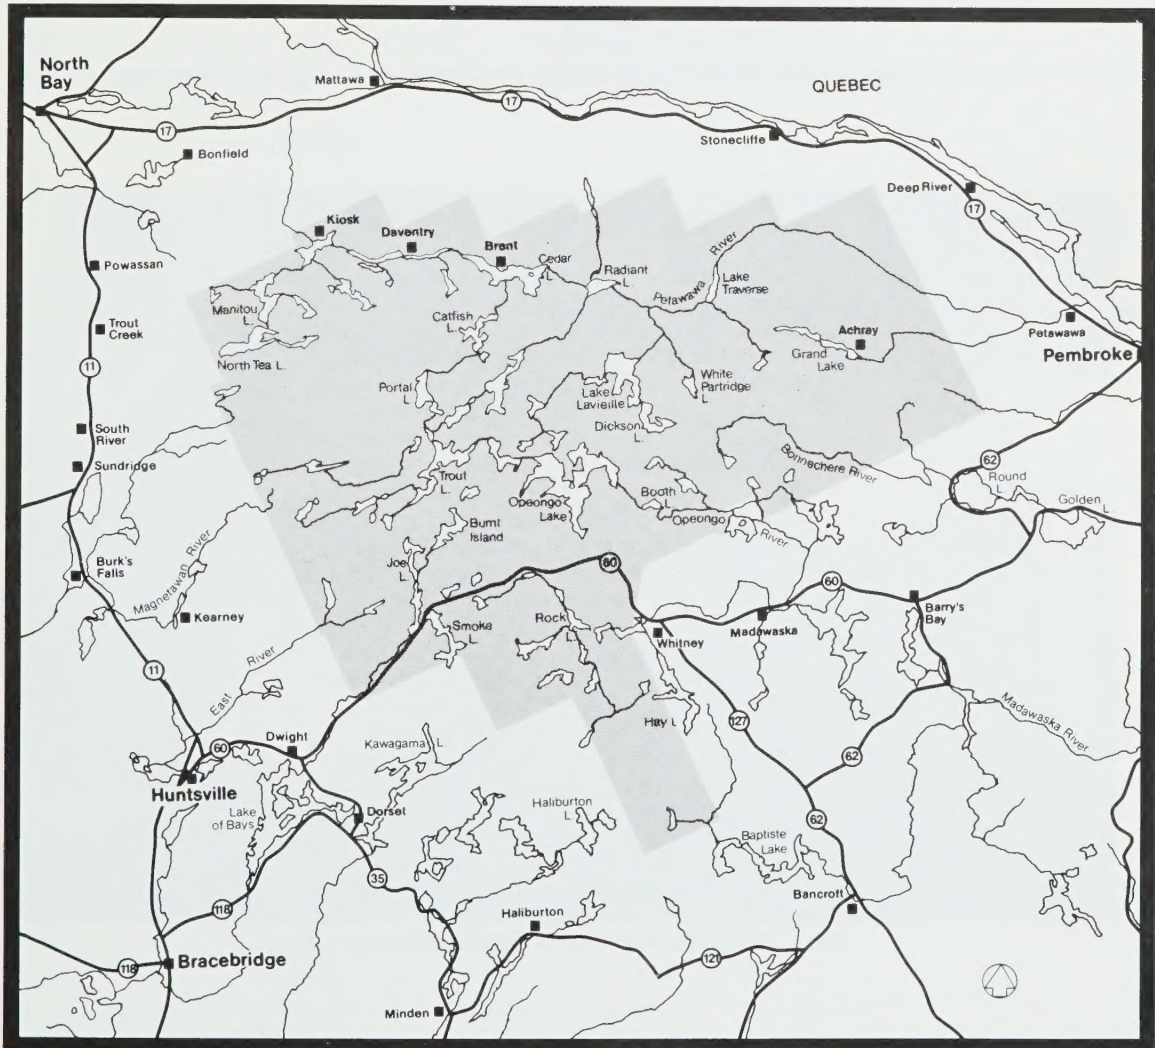 North
Bay
Mattawa
QUEBEC
17
17
Bonfield
Stonecliffe
Deep River
17
Kiosk
Daventry
Brent
Cedar
L.
River
Powassan
Radiant
L.
Petawawa
Lake
Traverse
Manitou
L.
Catfish
L.
Trout
Creek
Achray
Petawawa
Grand
Lake
Pembroke
North Tea L.
11
Portal
L.
Lake
Lavieille
White
Partridge
L
Dickson
L.
South
River
Sundridge
Bonnechere River
62
Round
L.
Trout
L.
Booth
L.
Golden
L.
Opeongo
Lake
Opeongo
River
Burnt
Island
Magnetawan River
Joe
L.
Burk's
Falls
60
60
Kearney
Barry's
Bay
Smoke
L.
Rock
L.
Madawaska
Whitney
11
East River
Hay L
127
Madawaska River
60
Dwight
Kawagama L.
62
Huntsville
Lake
of Bays
Dorset
Haliburton
L.
62
Baptiste
Lake
35
Bancroft
118
Haliburton
118
Bracebridge
121
Minden